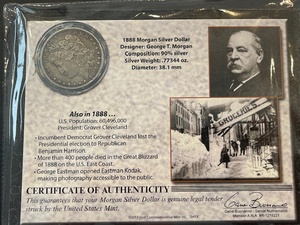 1888 Morgan Silver Dollar
Designer: George T. Morgan
Composition: 90% silver
Silver Weight: .77344 oz.
Diameter: 38.1 mm
Also in 1888 ...
U.S. Population: 60,496,000
President: Grover Cleveland
• Incumbent Democrat Grover Cleveland lost the
Presidential election to Republican
Benjamin Harrison.
• More than 400 people died in the Great Blizzard
of 1888 on the U.S. East Coast.
• George Eastman opened Eastman Kodak,
making photography accessible to the public.
GROCERIES
CERTIFICATE OF AUTHENTICITY
This guarantees that your Morgan Silver Dollar is genuine legal tender
struck by the United States Mint.